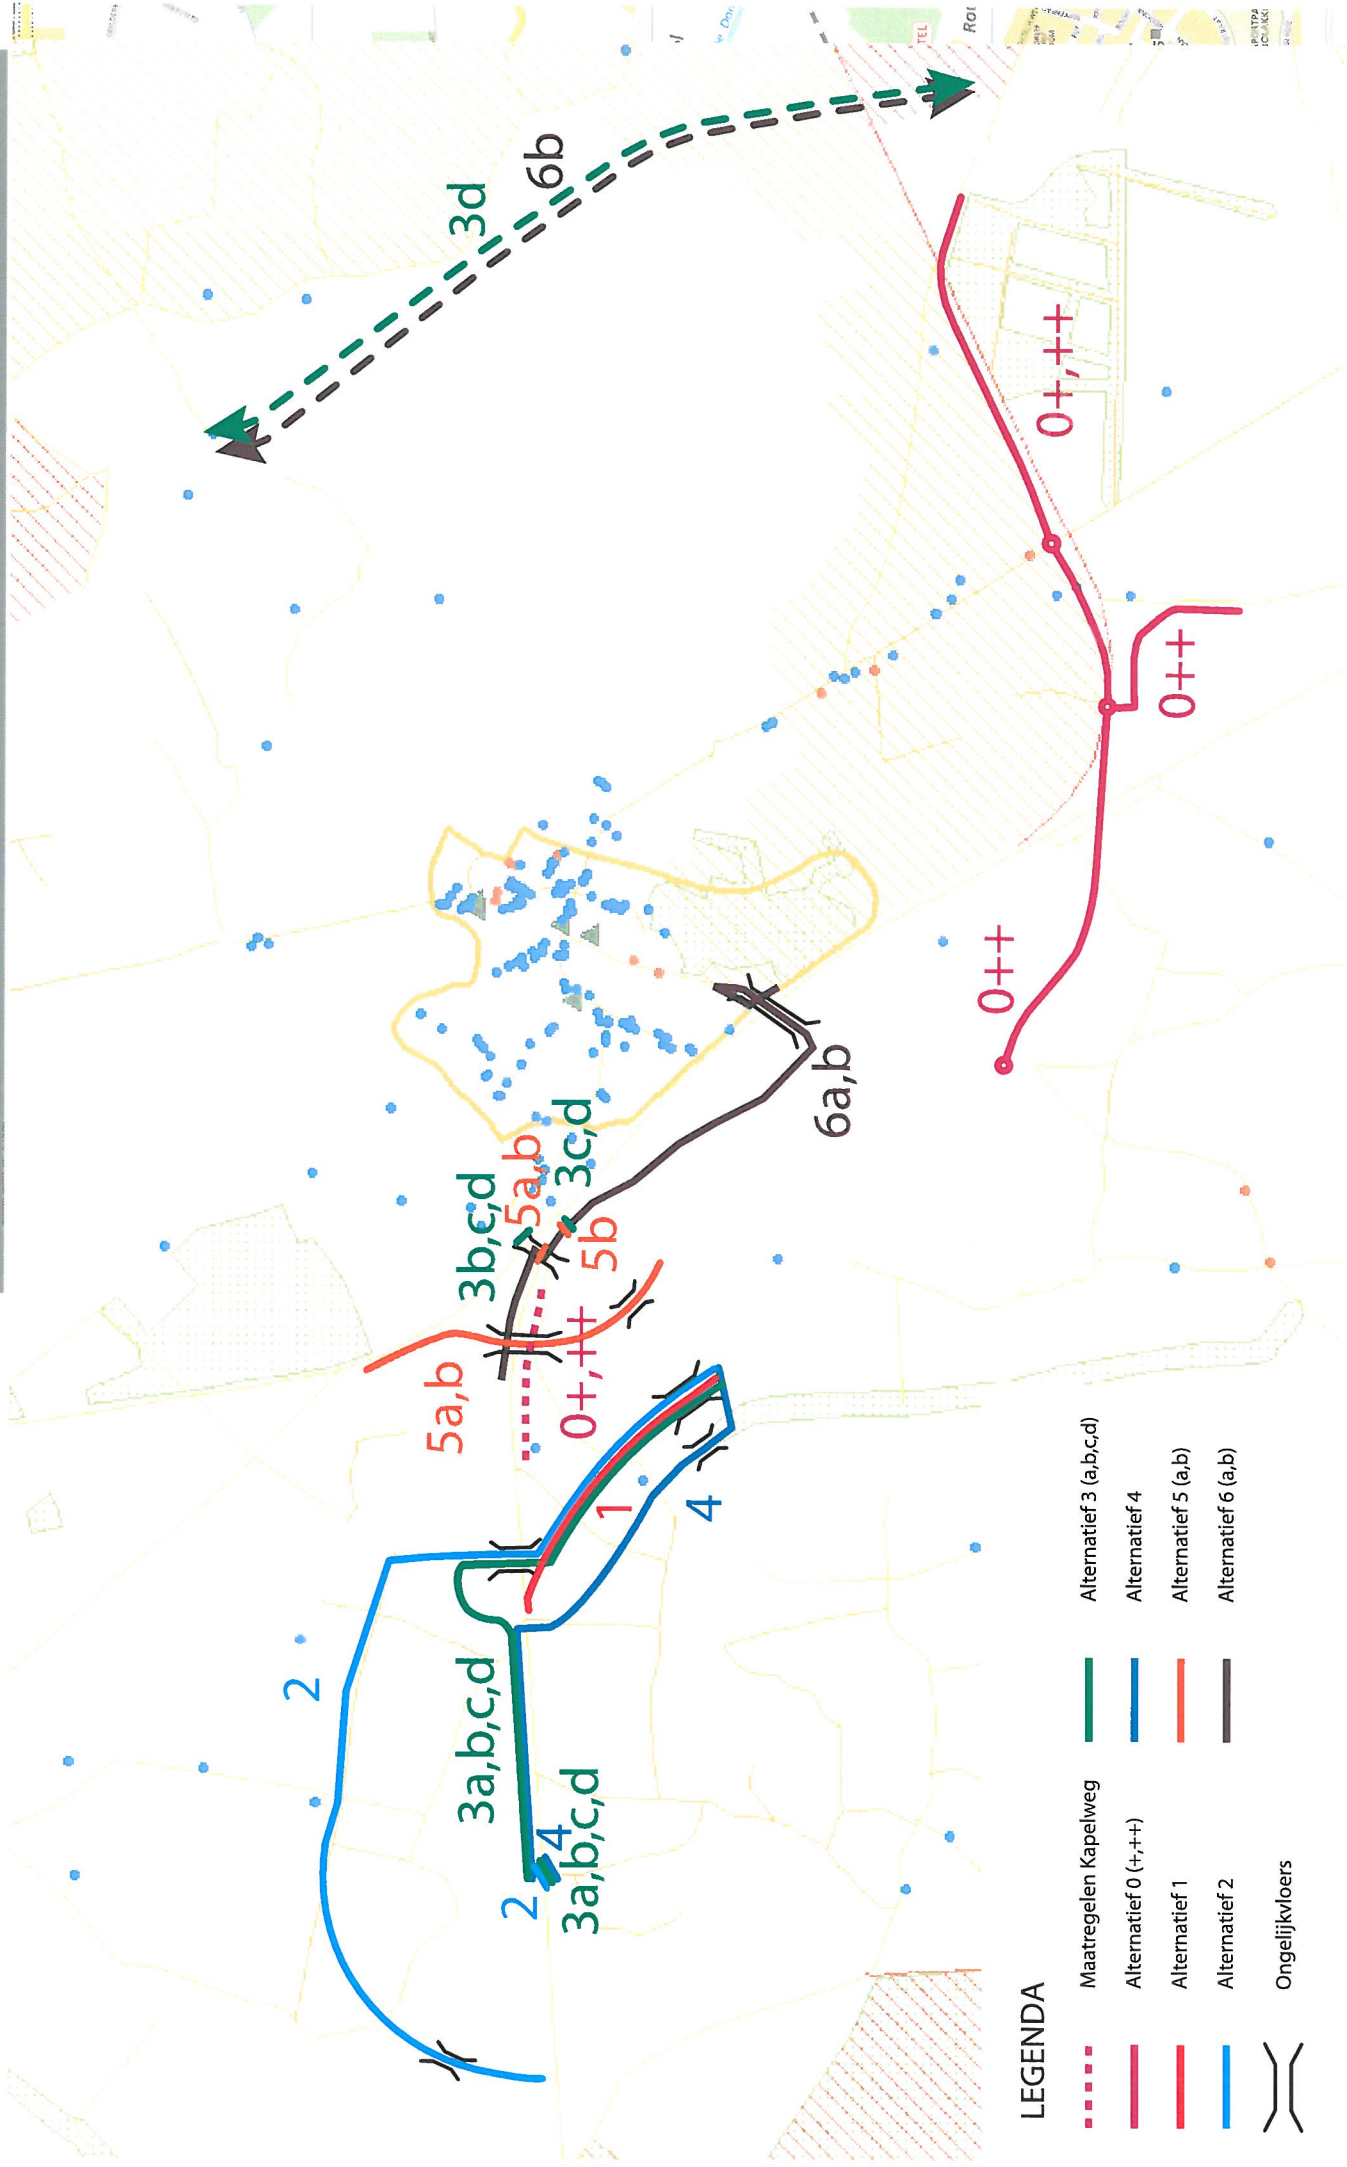 3d
6b
0+,++
0++
0++
6a,b
3b,c,d
5a,b
3c,d
5b
5a,b
0+,++
1
4
2
3a,b,c,d
4
2
3a,b,c,d
LEGENDA
Maatregelen Kapelweg
Alternatief 0 (+,++)
Alternatief 1
Alternatief 2
Ongelijkvloers
Alternatief 3 (a,b,c,d)
Alternatief 4
Alternatief 5 (a,b)
Alternatief 6 (a,b)
TEL